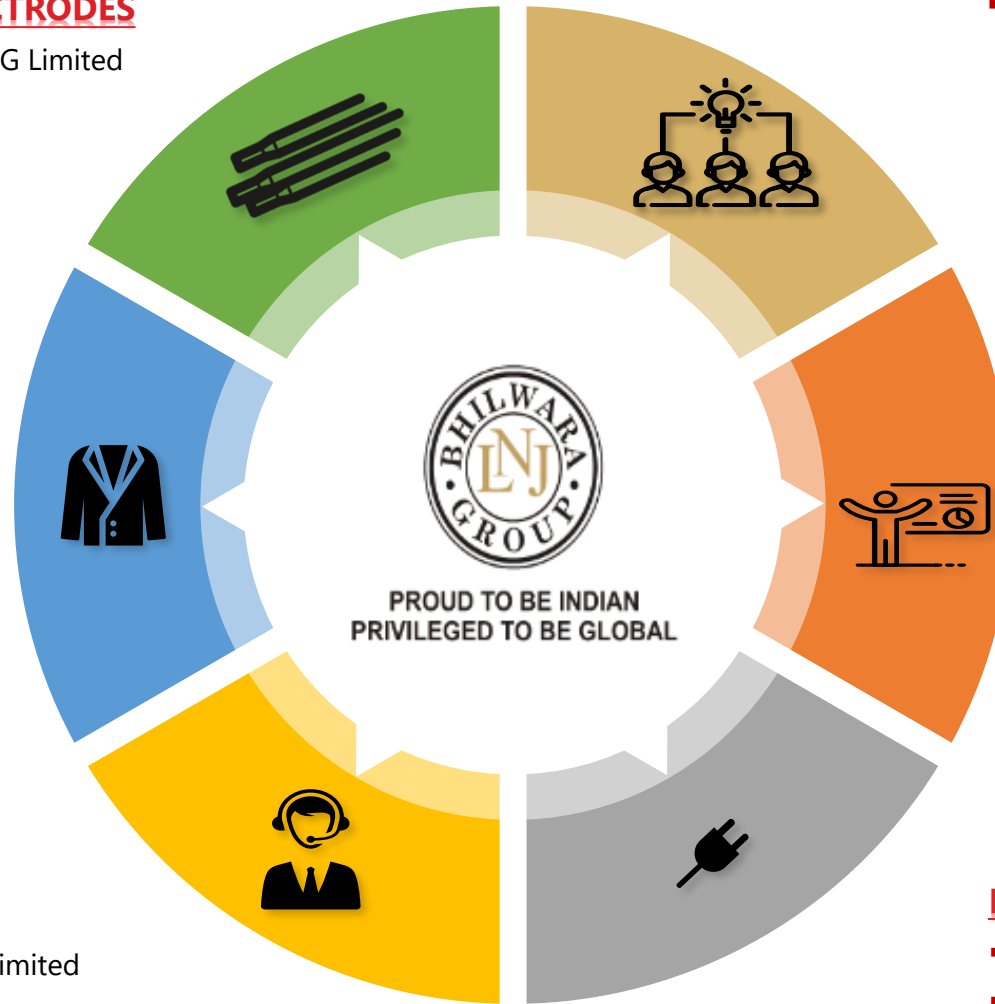 CTRODES
G Limited
BHILWARA
LNJ
GROUP
PROUD TO BE INDIAN
PRIVILEGED TO BE GLOBAL
imited